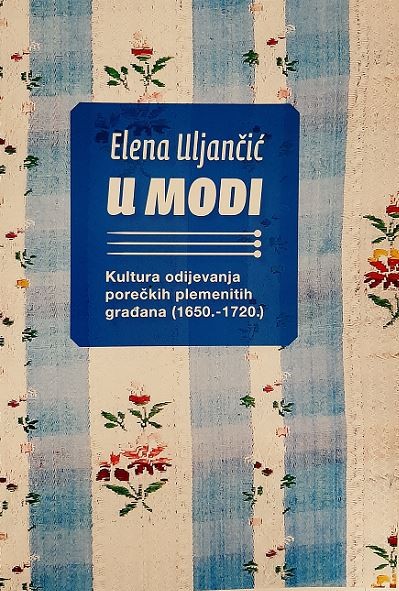 Elena Uljančić
U MODI
Kultura odijevanja
porečkih plemenitih
građana (1650.-1720.)